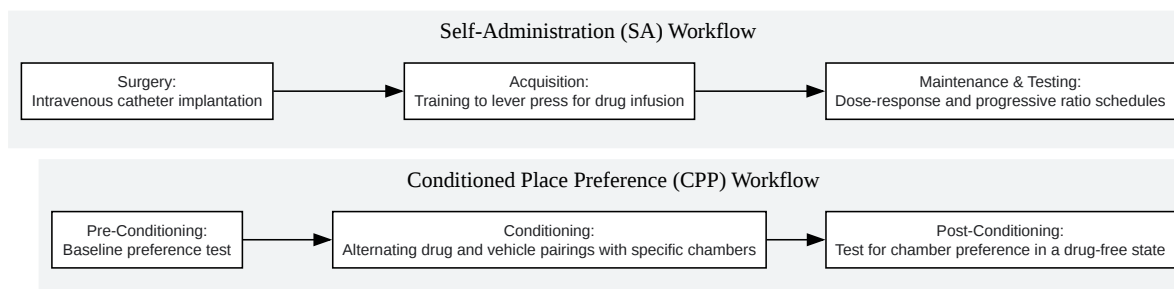 Self-Administration (SA) Workflow
Surgery:
Intravenous catheter implantation
Acquisition:
Training to lever press for drug infusion
Maintenance & Testing:
Dose-response and progressive ratio schedules
Conditioned Place Preference (CPP) Workflow
Pre-Conditioning:
Baseline preference test
Conditioning:
Alternating drug and vehicle pairings with specific chambers
Post-Conditioning:
Test for chamber preference in a drug-free state